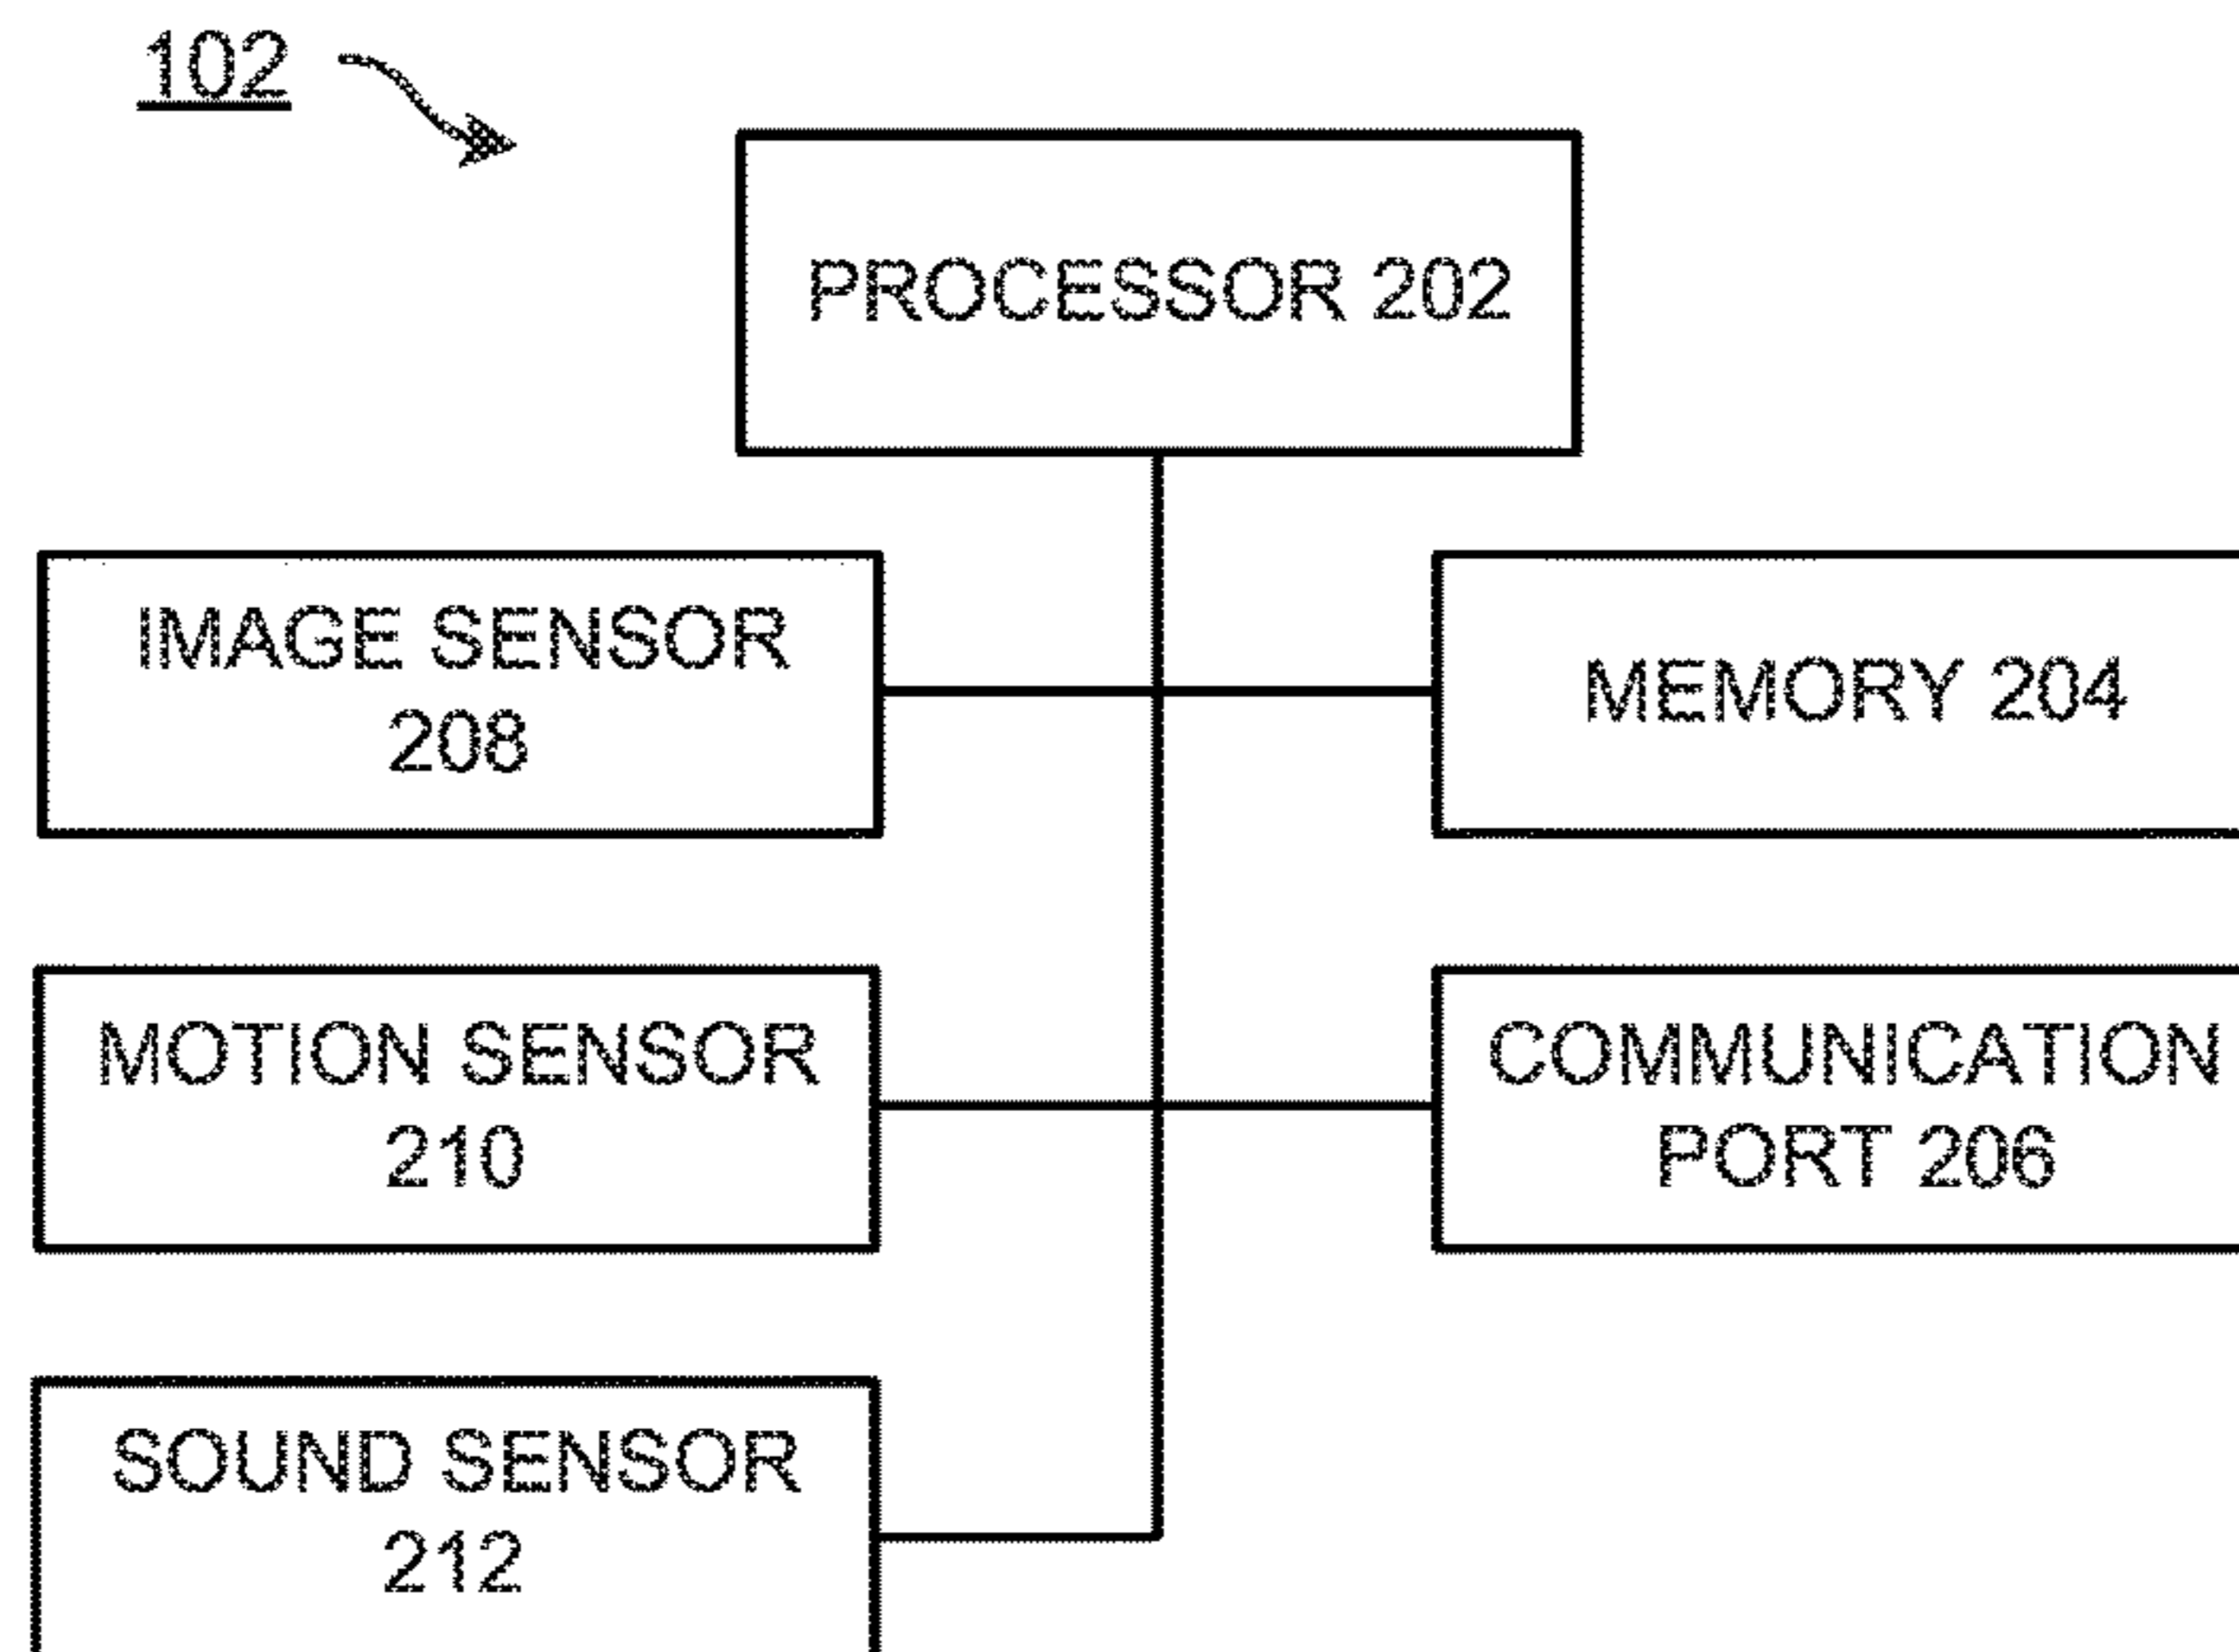 102
PROCESSOR 202
IMAGE SENSOR
208
MEMORY 204
MOTION SENSOR
210
COMMUNICATION
PORT 206
SOUND SENSOR
212